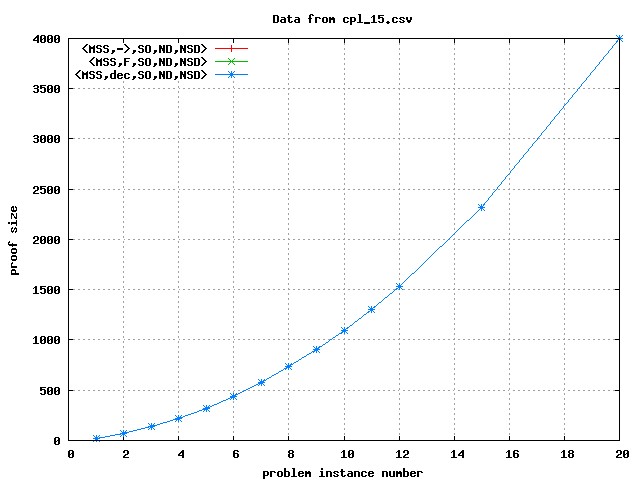 Data from cpl_15.csv
<MSS,->,SO,ND,NSD>
<MSS,F,SO,ND,NSD>
<MSS,dec,SO,ND,NSD>
4000
3500
3000
2500
2000
1500
1000
500
0
proof size
0 2 4 6 8 10 12 14 16 18 20
problem instance number